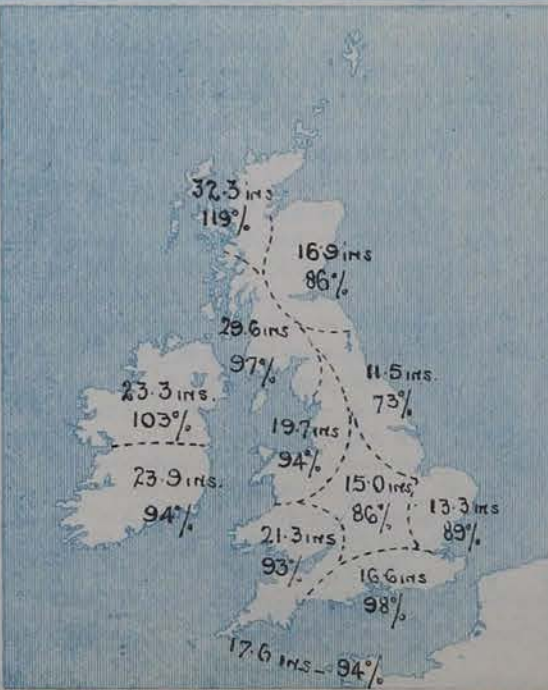 32.3 ins
119%
16.9 ins
86%
29.6 ins
97%
11.5 ins.
73%
23.3 ins.
103%
19.7 ins
94%
23.9 ins.
94%
15.0 ins,
86%
13.3 ins
89%
21.3 ins
93%
16.6 ins
98%
17.6 ins - 94%